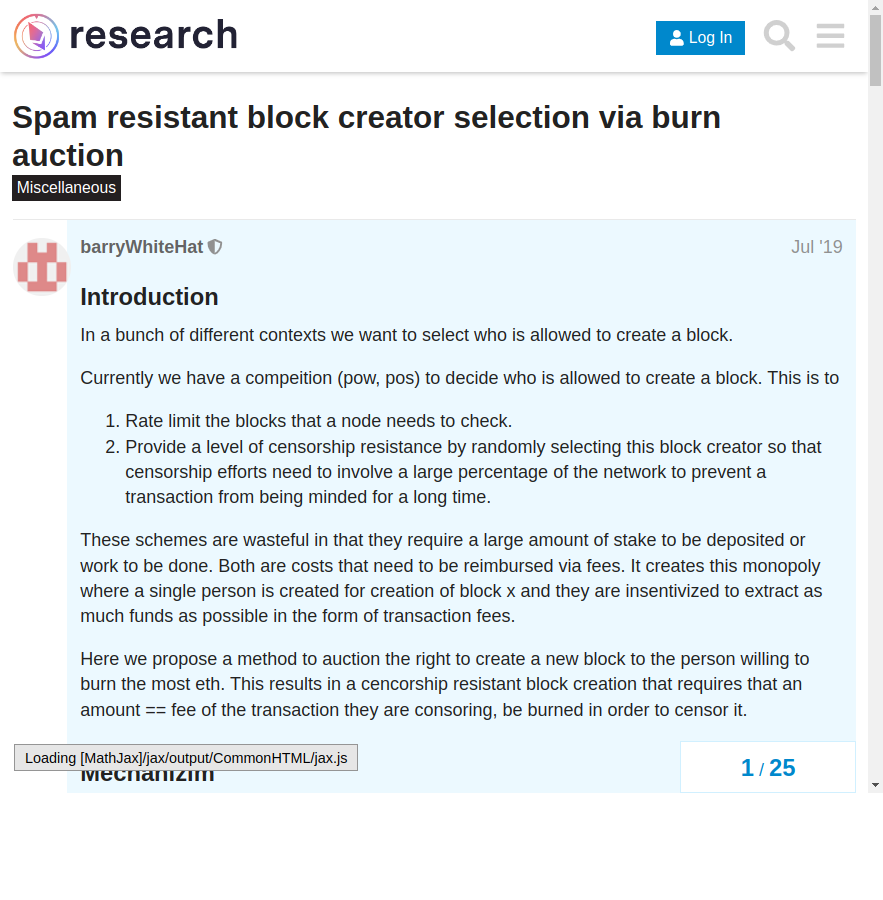 research
Log In
Spam resistant block creator selection via burn
auction
Miscellaneous
barryWhiteHat
Jul '19
Introduction
In a bunch of different contexts we want to select who is allowed to create a block.
Currently we have a compeition (pow, pos) to decide who is allowed to create a block. This is to
1. Rate limit the blocks that a node needs to check.
2. Provide a level of censorship resistance by randomly selecting this block creator so that
censorship efforts need to involve a large percentage of the network to prevent a
transaction from being minded for a long time.
These schemes are wasteful in that they require a large amount of stake to be deposited or
work to be done. Both are costs that need to be reimbursed via fees. It creates this monopoly
where a single person is created for creation of block x and they are insentivized to extract as
much funds as possible in the form of transaction fees.
Here we propose a method to auction the right to create a new block to the person willing to
burn the most eth. This results in a cencorship resistant block creation that requires that an
amount == fee of the transaction they are consoring, be burned in order to censor it.
Loading [MathJax]/jax/output/CommonHTML/jax.js
Mechanizim
1 / 25